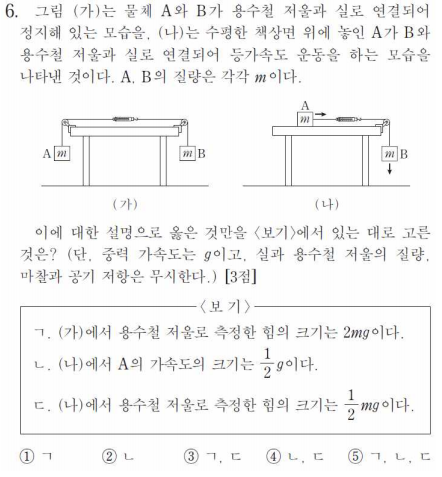 6. 그림 (가)는 물체 A와 B가 용수철 저울과 실로 연결되어
정지해 있는 모습을, (나)는 수평한 책상면 위에 놓인 A가 B와
용수철 저울과 실로 연결되어 등가속도 운동을 하는 모습을
나타낸 것이다. A, B의 질량은 각각 m이다.
A m m B
(가)
A
m
m B
(나)
이에 대한 설명으로 옳은 것만을 <보기>에서 있는 대로 고른
것은? (단, 중력 가속도는 g이고, 실과 용수철 저울의 질량,
마찰과 공기 저항은 무시한다.) [3점]
<보 기>
ㄱ. (가)에서 용수철 저울로 측정한 힘의 크기는 2mg이다.
ㄴ. (나)에서 A의 가속도의 크기는 1/2 g이다.
ㄷ. (나)에서 용수철 저울로 측정한 힘의 크기는 1/2 mg이다.
① ㄱ ② ㄴ ③ ㄱ, ㄷ ④ ㄴ, ㄷ ⑤ ㄱ, ㄴ, ㄷ